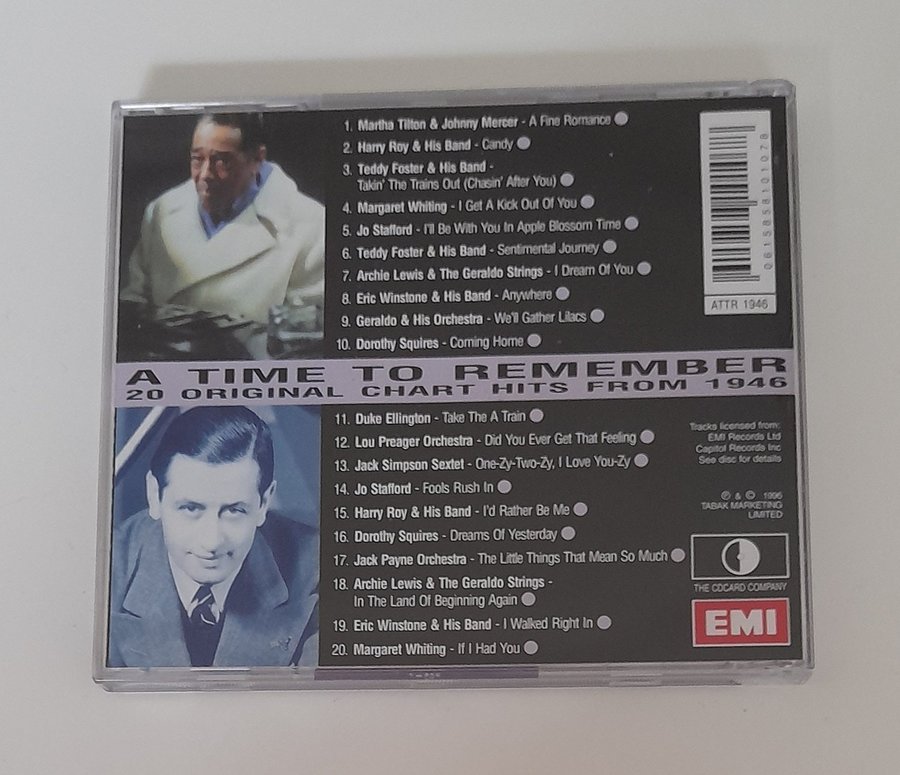 1. Martha Tilton & Johnny Mercer - A Fine Romance
2. Harry Roy & His Band - Candy
3. Teddy Foster & His Band -
Takin' The Trains Out (Chasin' After You)
4. Margaret Whiting - I Get A Kick Out Of You
5. Jo Stafford - I'll Be With You In Apple Blossom Time
6. Teddy Foster & His Band - Sentimental Journey
7. Archie Lewis & The Geraldo Strings - I Dream Of You
8. Eric Winstone & His Band - Anywhere
9. Geraldo & His Orchestra - We'll Gather Lilacs
10. Dorothy Squires - Coming Home
0615858101078
ATTR 1946
A TIME TO REMEMBER
20 ORIGINAL CHART HITS FROM 1946
11. Duke Ellington - Take The A Train
12. Lou Preager Orchestra - Did You Ever Get That Feeling
13. Jack Simpson Sextet - One-Zy-Two-Zy, I Love You-Zy
14. Jo Stafford - Fools Rush In
15. Harry Roy & His Band - I'd Rather Be Me
16. Dorothy Squires - Dreams Of Yesterday
17. Jack Payne Orchestra - The Little Things That Mean So Much
18. Archie Lewis & The Geraldo Strings -
In The Land Of Beginning Again
19. Eric Winstone & His Band - I Walked Right In
20. Margaret Whiting - If I Had You
Tracks licensed from:
EMI Records Ltd
Capitol Records Inc
See disc for details
℗ & © 1996
TABAK MARKETING
LIMITED
THE CDCARD COMPANY
EMI